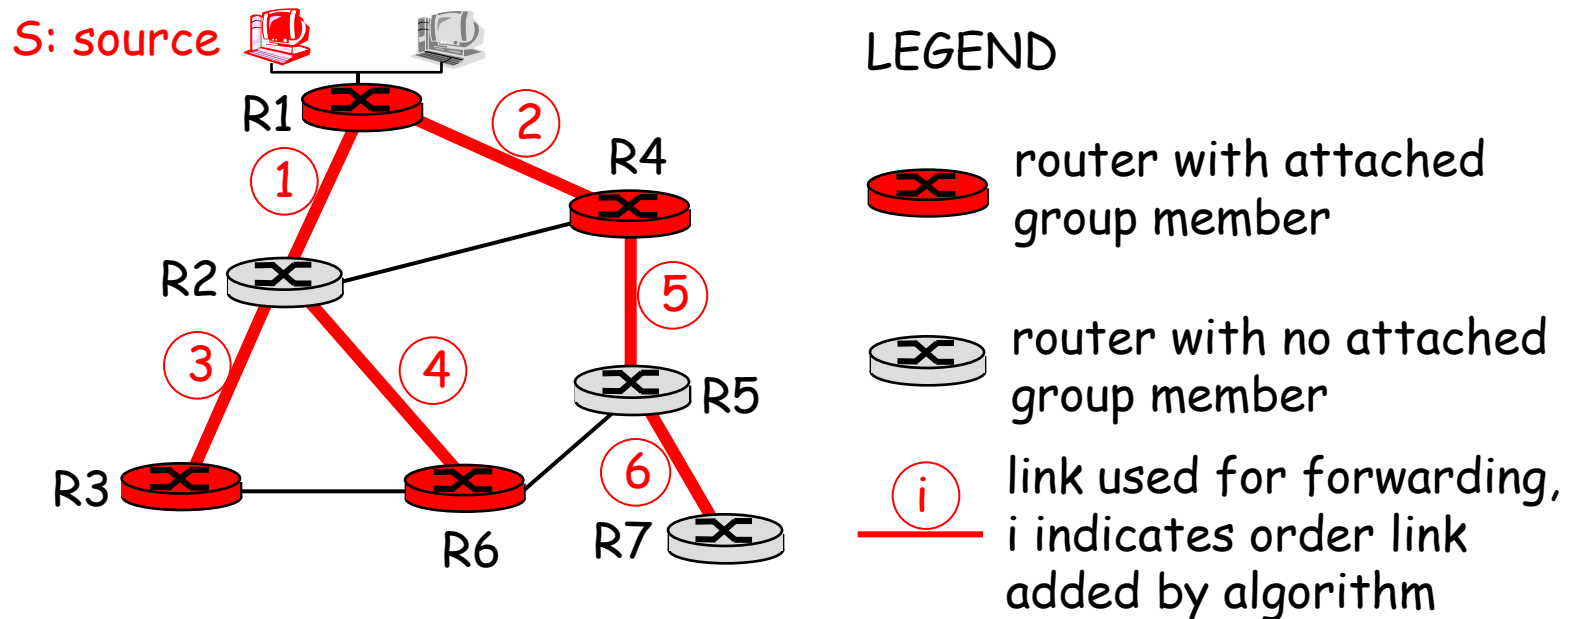 S: source
LEGEND
R1
2
1
R4
router with attached
group member
R2
5
3
4
R5
router with no attached
group member
R3
6
R6
R7
i
link used for forwarding,
i indicates order link
added by algorithm